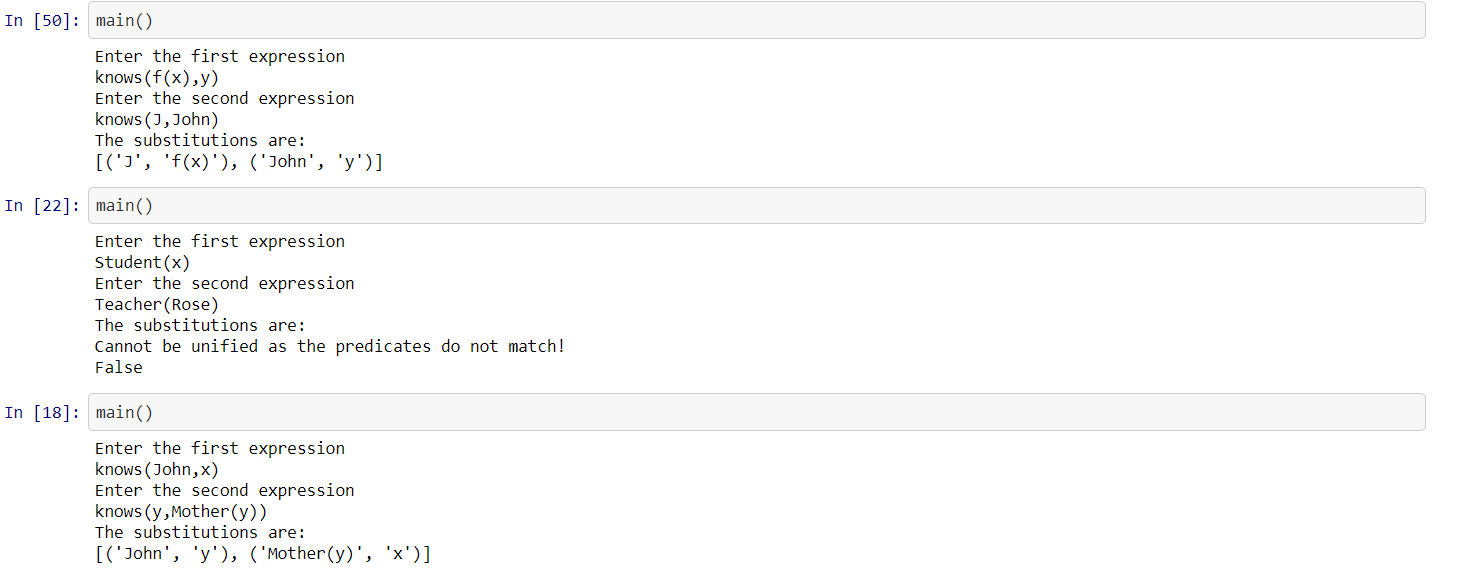 In [50]: main()
Enter the first expression
knows(f(x),y)
Enter the second expression
knows(J,John)
The substitutions are:
[('J', 'f(x)'), ('John', 'y')]
In [22]: main()
Enter the first expression
Student(x)
Enter the second expression
Teacher(Rose)
The substitutions are:
Cannot be unified as the predicates do not match!
False
In [18]: main()
Enter the first expression
knows(John,x)
Enter the second expression
knows(y,Mother(y))
The substitutions are:
[('John', 'y'), ('Mother(y)', 'x')]